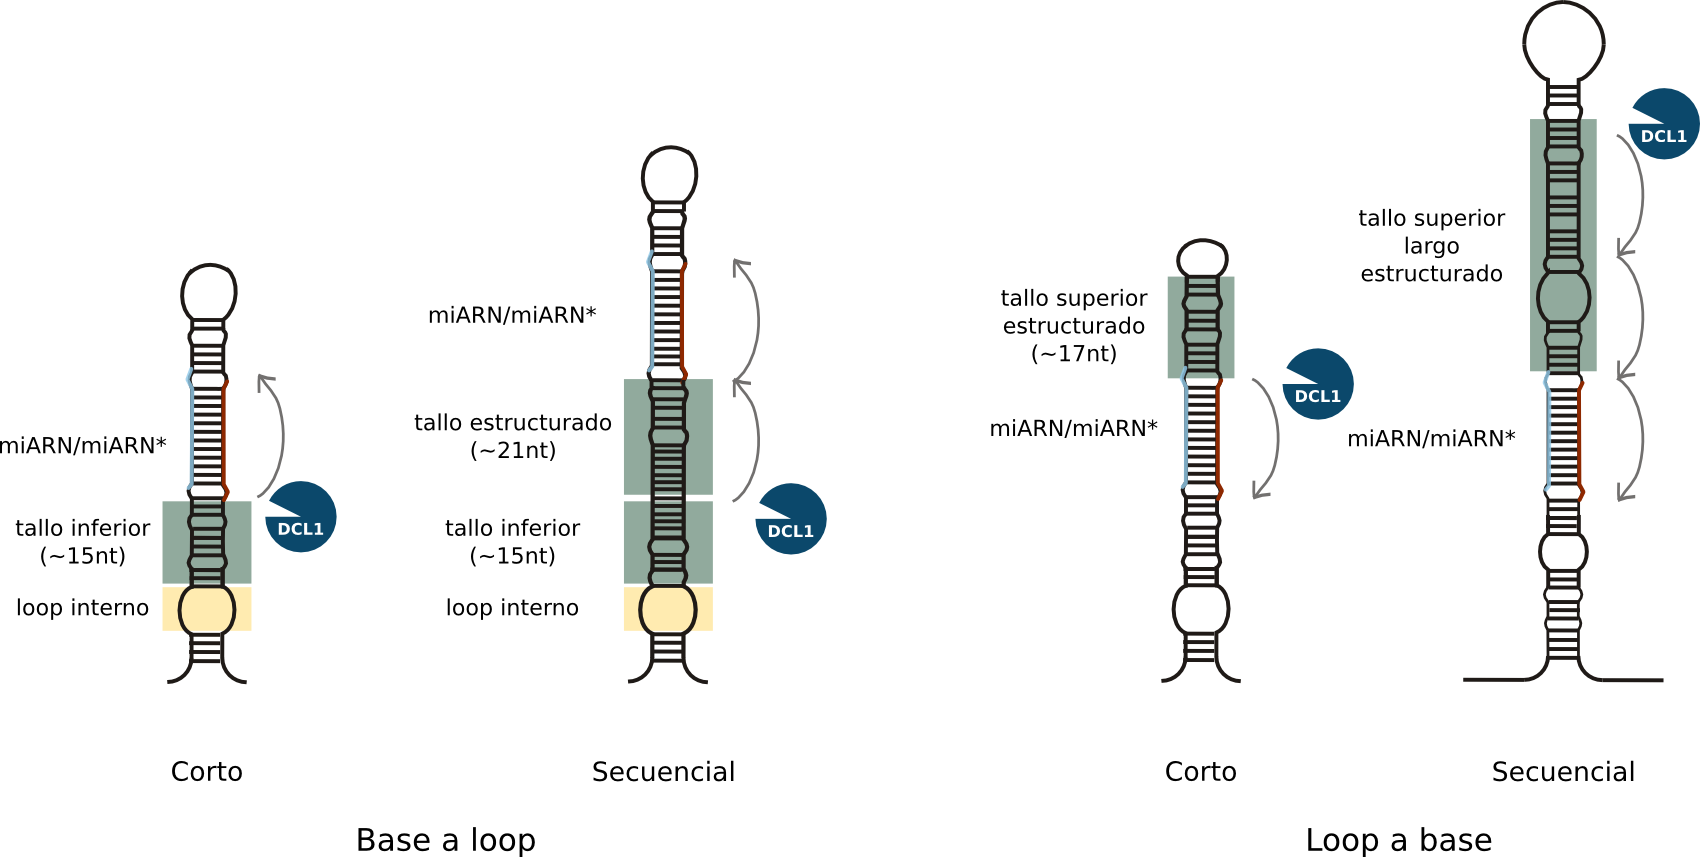 miARN/miARN*
tallo inferior
(~15nt)
loop interno
DCL1
Corto
miARN/miARN*
tallo estructurado
(~21nt)
tallo inferior
(~15nt)
loop interno
DCL1
Secuencial
Base a loop
tallo superior
estructurado
(~17nt)
miARN/miARN*
DCL1
Corto
tallo superior
largo
estructurado
miARN/miARN*
DCL1
Secuencial
Loop a base